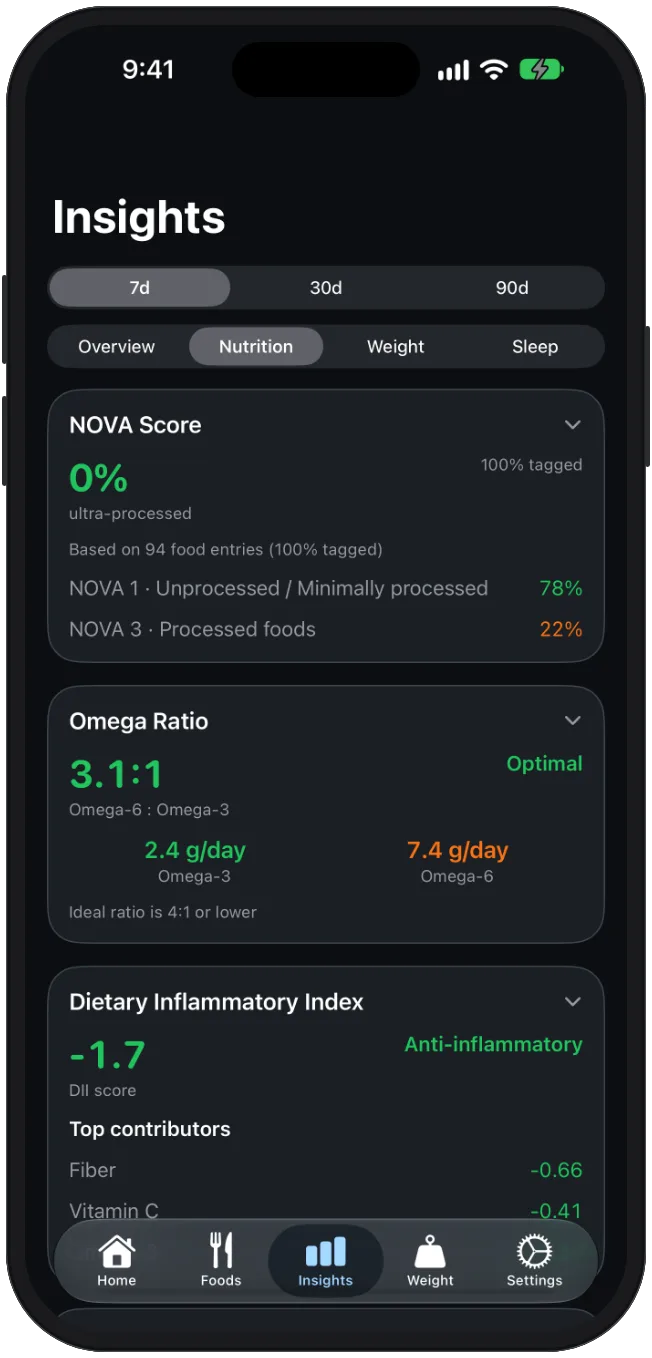 9:41
Insights
7d 30d 90d
Overview Nutrition Weight Sleep
NOVA Score
0% 100% tagged
ultra-processed
Based on 94 food entries (100% tagged)
NOVA 1 · Unprocessed / Minimally processed 78%
NOVA 3 · Processed foods 22%
Omega Ratio
3.1:1 Optimal
Omega-6 : Omega-3
2.4 g/day 7.4 g/day
Omega-3 Omega-6
Ideal ratio is 4:1 or lower
Dietary Inflammatory Index
-1.7 Anti-inflammatory
DII score
Top contributors
Fiber -0.66
Vitamin C -0.41
Home Foods Insights Weight Settings